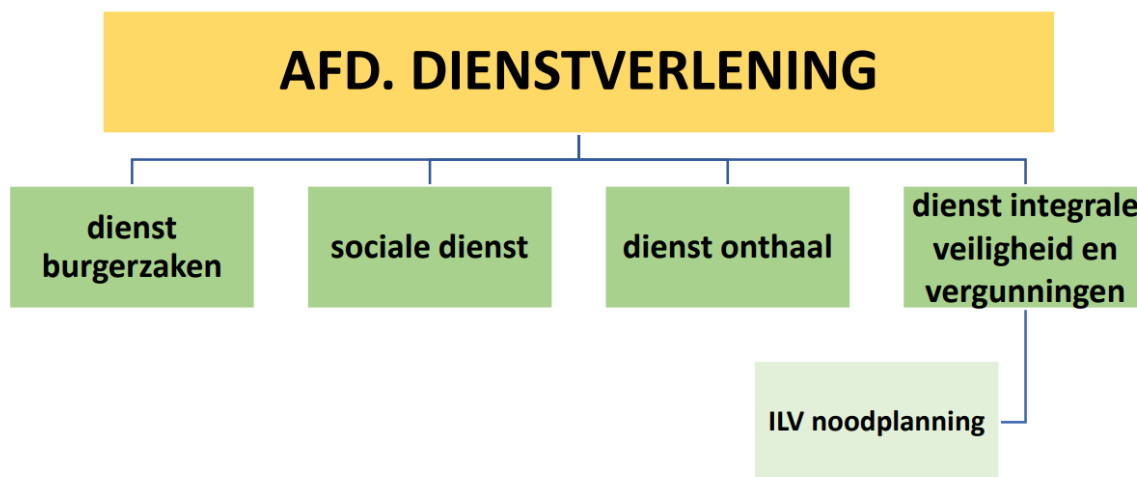 AFD. DIENSTVERLENING
dienst
burgerzaken
sociale dienst
dienst onthaal
dienst integrale
veiligheid en
vergunningen
ILV noodplanning